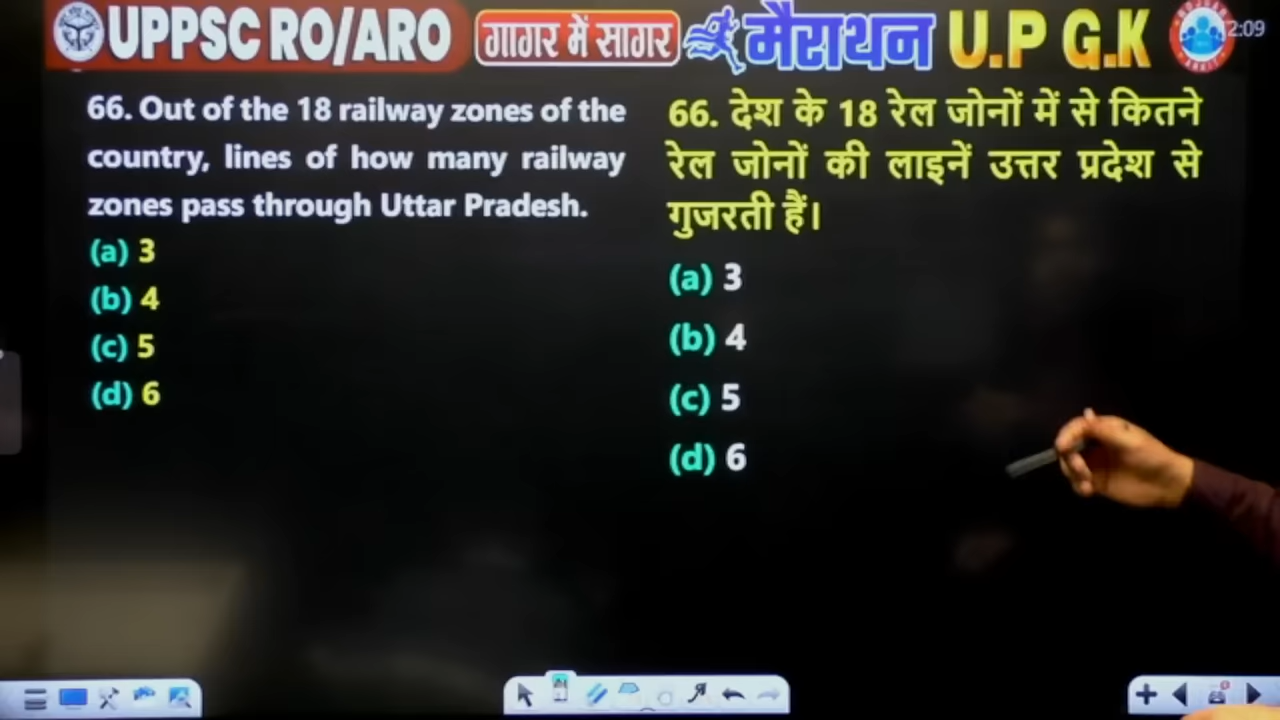 UPPSC RO/ARO गागर में सागर मैराथन U.P G.K
2:09
66. Out of the 18 railway zones of the
country, lines of how many railway
zones pass through Uttar Pradesh.
(a) 3
(b) 4
(c) 5
(d) 6
66. देश के 18 रेल जोनों में से कितने
रेल जोनों की लाइनें उत्तर प्रदेश से
गुजरती हैं।
(a) 3
(b) 4
(c) 5
(d) 6